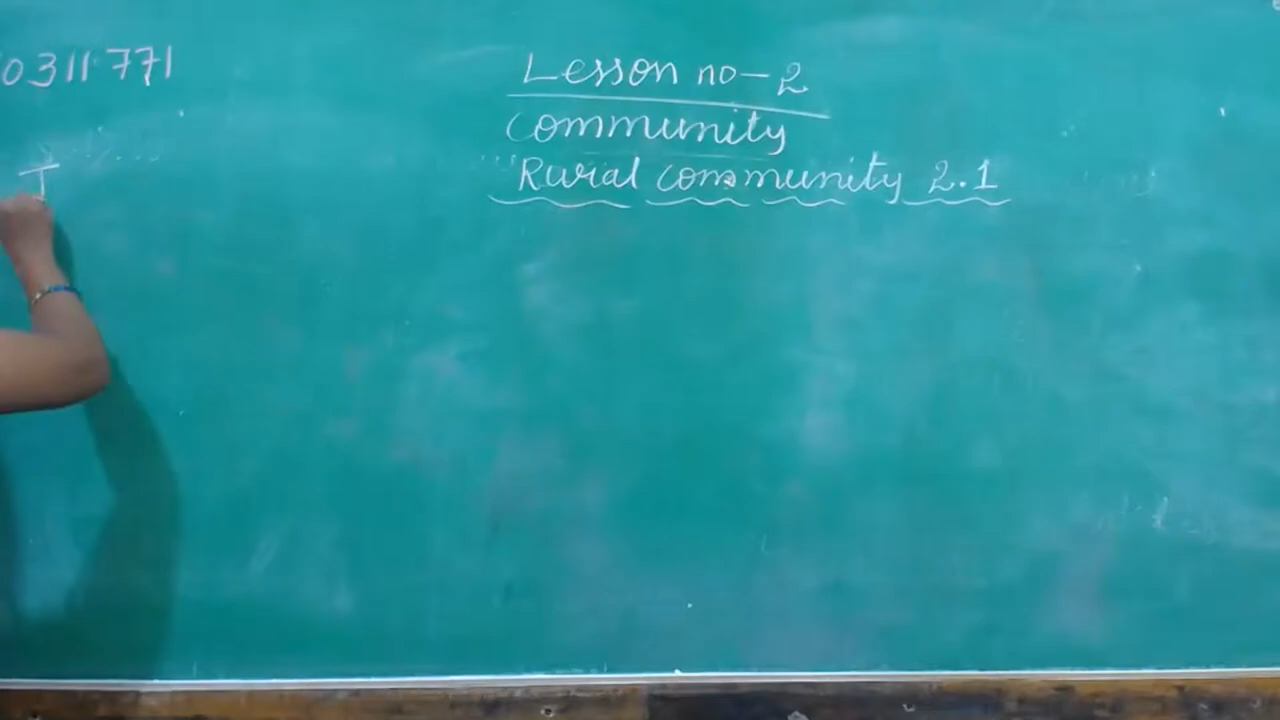 0311771
Lesson no-2
Community
Rural community 2.1
T